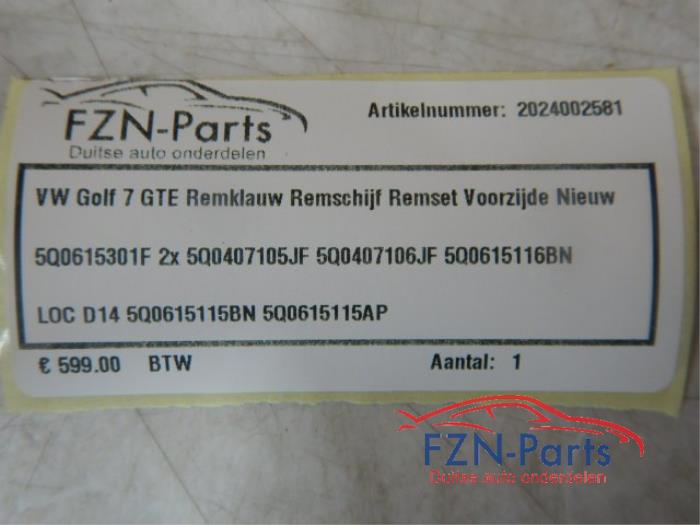 FZN-Parts
Duitse auto onderdelen
Artikelnummer: 2024002581
VW Golf 7 GTE Remklauw Remschijf Remset Voorzijde Nieuw
5Q0615301F 2x 5Q0407105JF 5Q0407106JF 5Q0615116BN
LOC D14 5Q0615115BN 5Q0615115AP
€ 599.00 BTW Aantal: 1
FZN-Parts
Duitse auto onderdelen